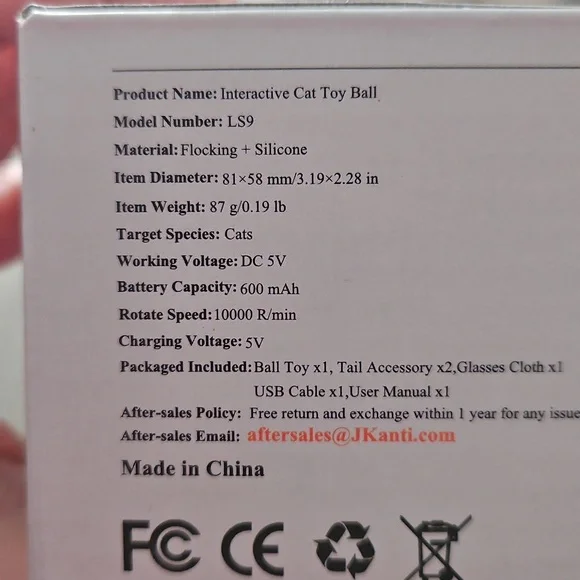 Product Name: Interactive Cat Toy Ball
Model Number: LS9
Material: Flocking + Silicone
Item Diameter: 81×58 mm/3.19×2.28 in
Item Weight: 87 g/0.19 lb
Target Species: Cats
Working Voltage: DC 5V
Battery Capacity: 600 mAh
Rotate Speed: 10000 R/min
Charging Voltage: 5V
Packaged Included: Ball Toy x1, Tail Accessory x2,Glasses Cloth x1
USB Cable x1,User Manual x1
After-sales Policy: Free return and exchange within 1 year for any issue
After-sales Email: aftersales@JKanti.com
Made in China
FC CE